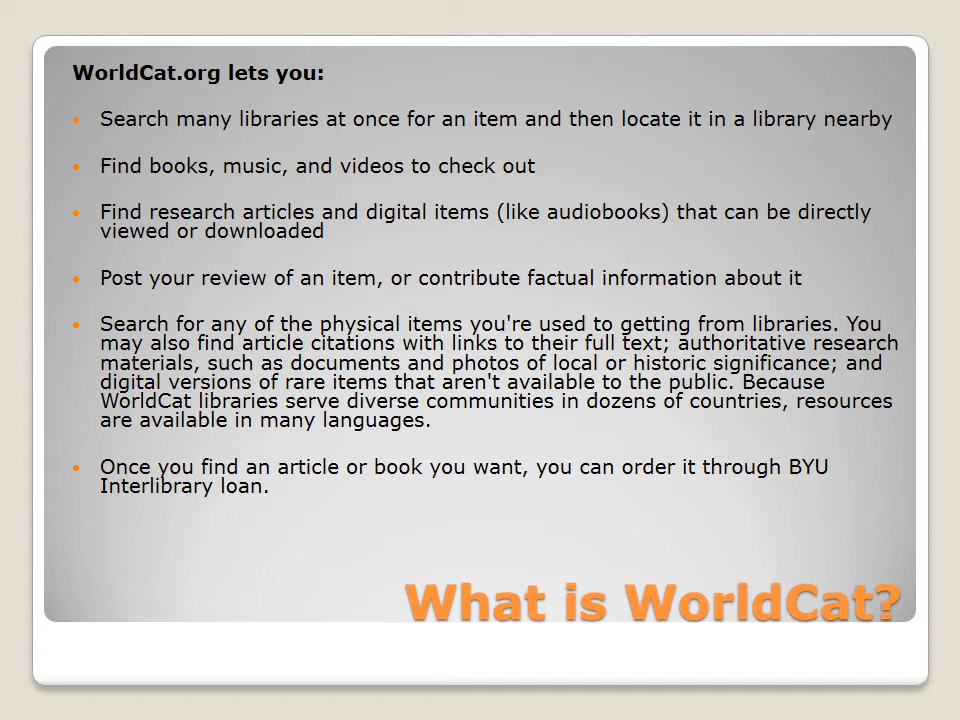 WorldCat.org lets you:
• Search many libraries at once for an item and then locate it in a library nearby
• Find books, music, and videos to check out
• Find research articles and digital items (like audiobooks) that can be directly
viewed or downloaded
• Post your review of an item, or contribute factual information about it
• Search for any of the physical items you're used to getting from libraries. You
may also find article citations with links to their full text; authoritative research
materials, such as documents and photos of local or historic significance; and
digital versions of rare items that aren't available to the public. Because
WorldCat libraries serve diverse communities in dozens of countries, resources
are available in many languages.
• Once you find an article or book you want, you can order it through BYU
Interlibrary loan.
What is WorldCat?